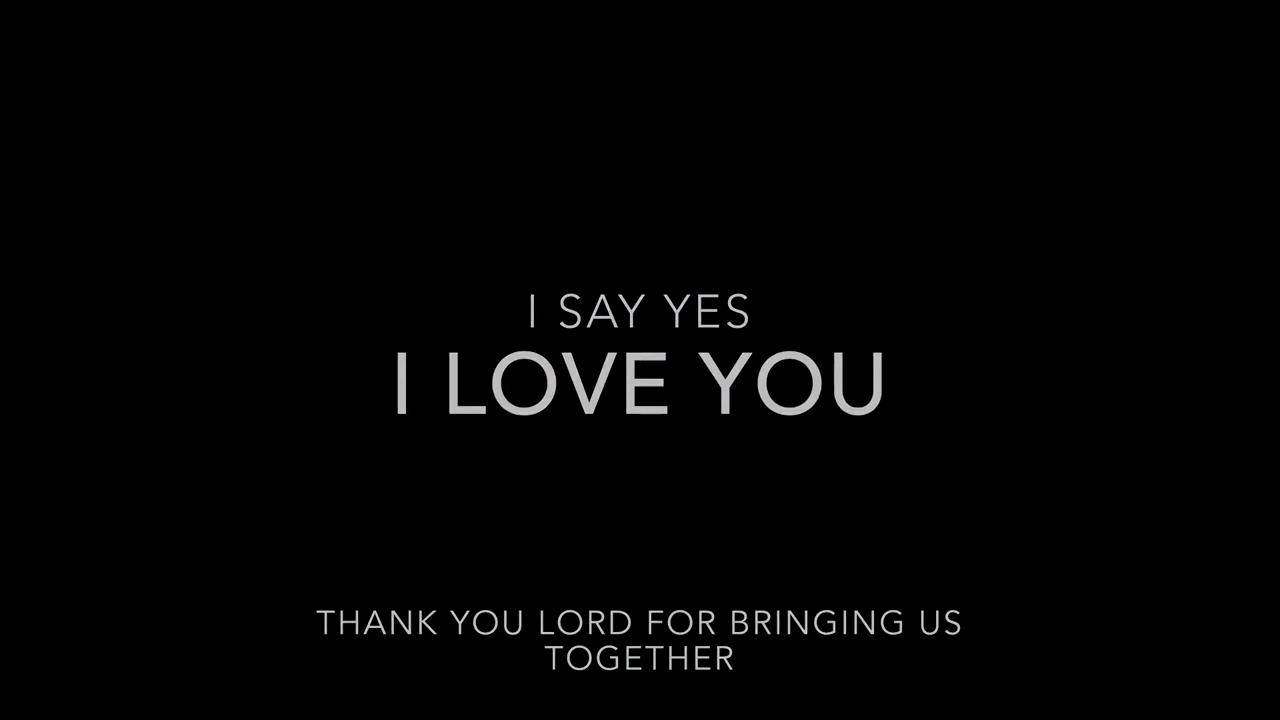 I SAY YES
I LOVE YOU
THANK YOU LORD FOR BRINGING US
TOGETHER